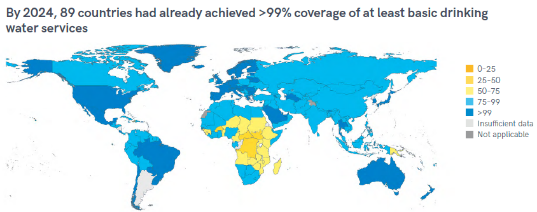 By 2024, 89 countries had already achieved >99% coverage of at least basic drinking
water services
0-25
25-50
50-75
75-99
>99
Insufficient data
Not applicable